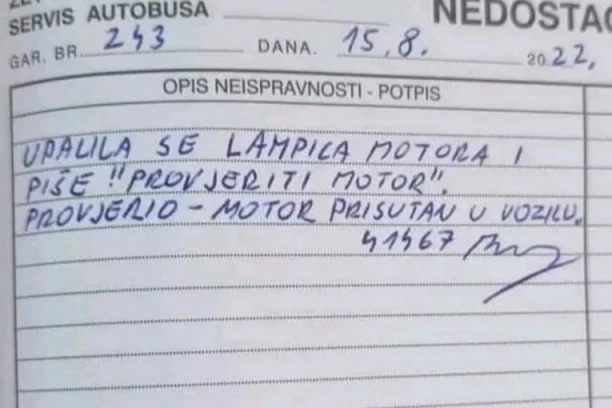 SERVIS AUTOBUSA
NEDOSTAC
GAR. BR. 243 DANA. 15.8. 2022,
OPIS NEISPRAVNOSTI - POTPIS
UPALILA SE LAMPICA MOTORA I
PIŠE "PROVJERITI MOTOR".
PROVJERIO - MOTOR PRISUTAN U VOZILU.
41467